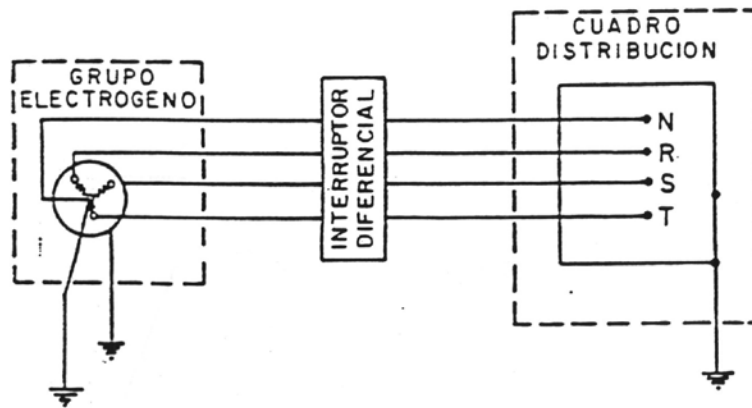 GRUPO
ELECTROGENO
INTERRUPTOR
DIFERENCIAL
CUADRO
DISTRIBUCION
N
R
S
T